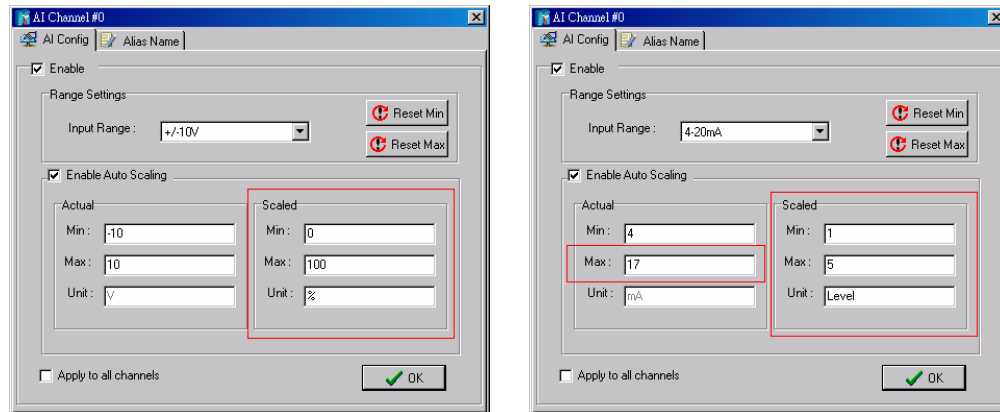 AI Channel #0
AI Config Alias Name
Enable
Range Settings
Input Range : +/-10V
Reset Min
Reset Max
Enable Auto Scaling
Actual
Min : -10
Max : 10
Unit : V
Scaled
Min : 0
Max : 100
Unit : %
Apply to all channels
OK
AI Channel #0
AI Config Alias Name
Enable
Range Settings
Input Range : 4-20mA
Reset Min
Reset Max
Enable Auto Scaling
Actual
Min : 4
Max : 17
Unit : mA
Scaled
Min : 1
Max : 5
Unit : Level
Apply to all channels
OK